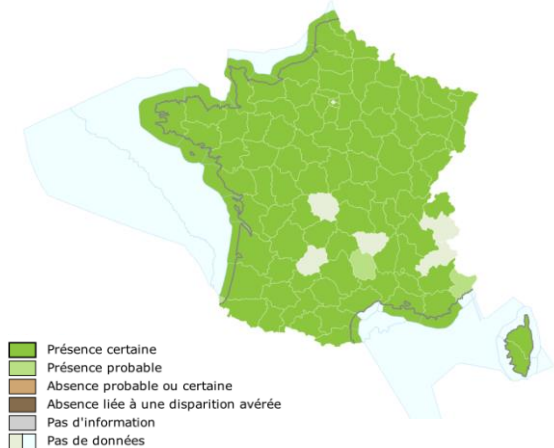 Présence certaine
Présence probable
Absence probable ou certaine
Absence liée à une disparition avérée
Pas d'information
Pas de données